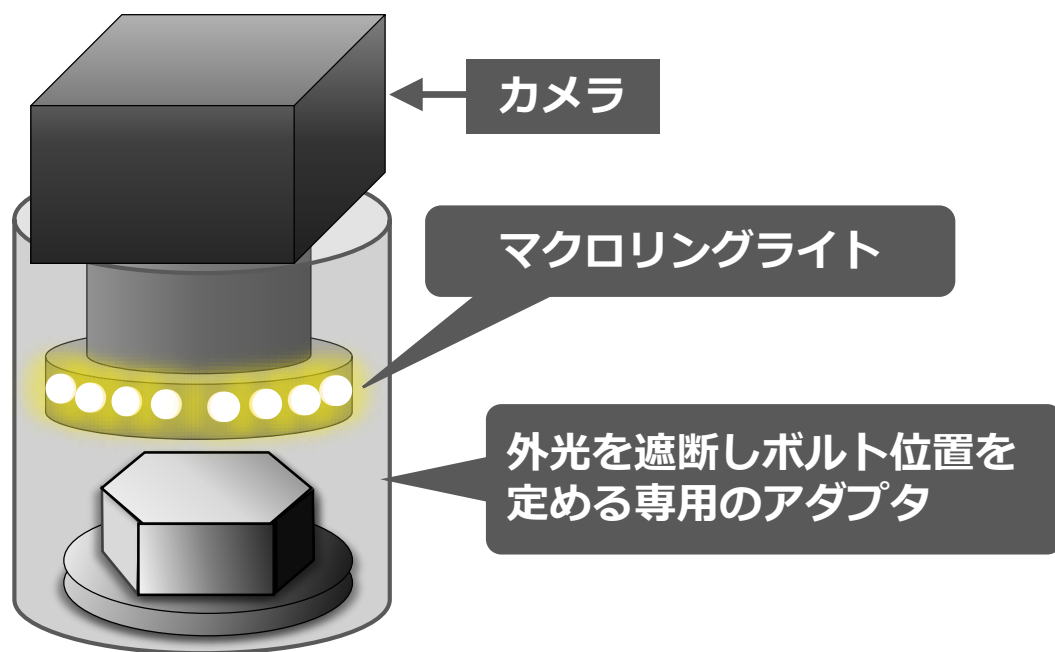 カメラ
マクロリングライト
外光を遮断しボルト位置を
定める専用のアダプタ